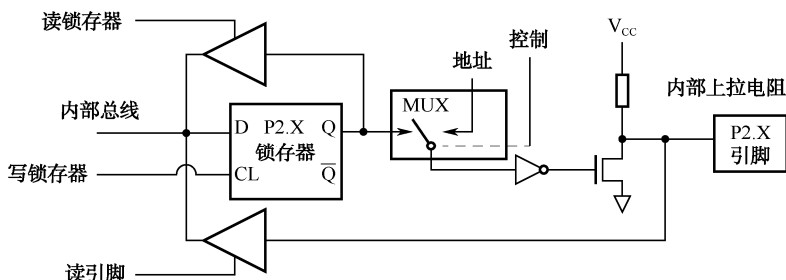 读锁存器
控制
V_CC
地址
内部上拉电阻
内部总线
MUX
D P2.X Q
锁存器
P2.X
引脚
写锁存器
CL Q̅
读引脚